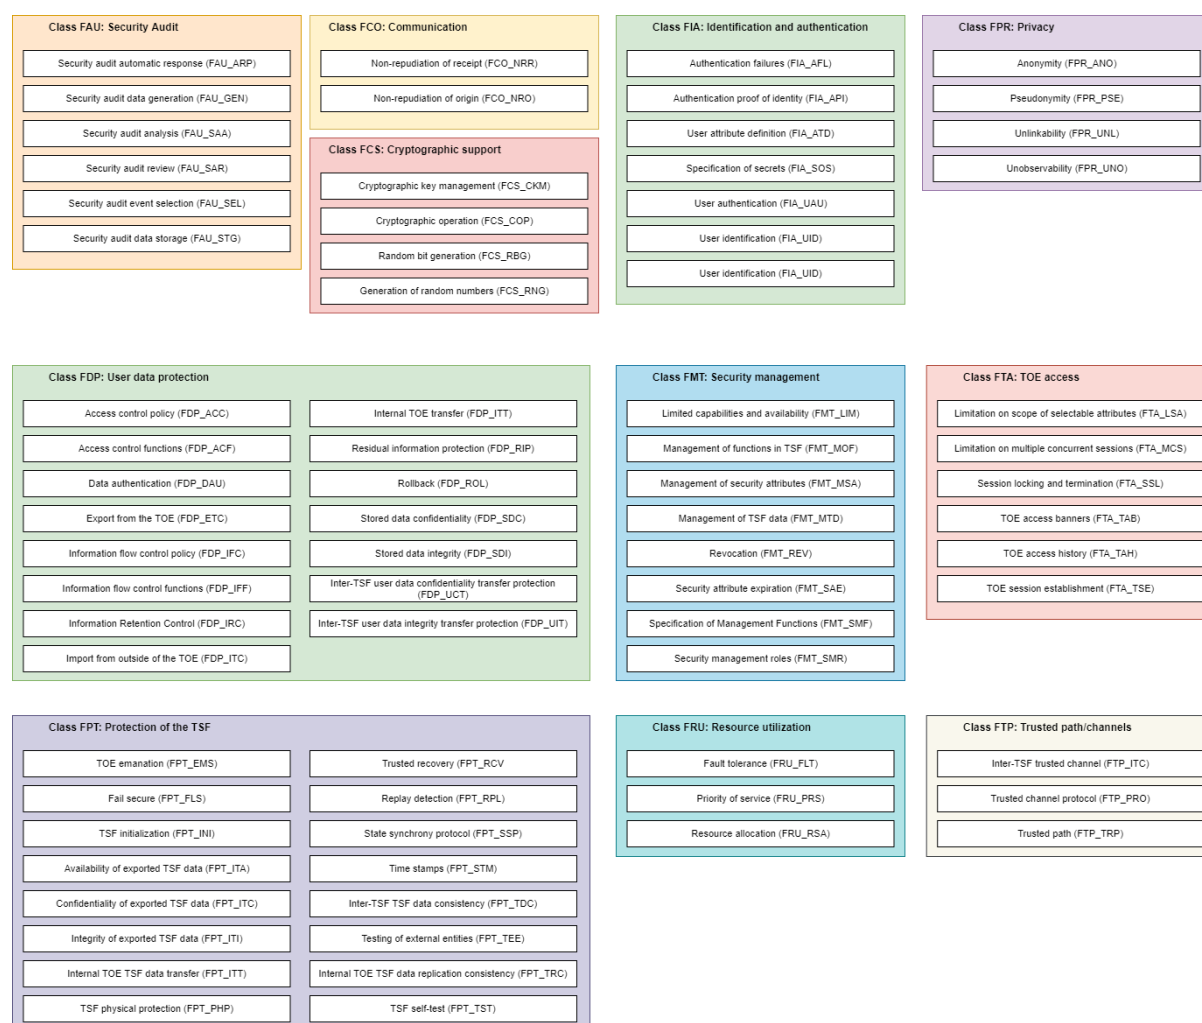 Class FAU: Security Audit
Security audit automatic response (FAU_ARP)
Security audit data generation (FAU_GEN)
Security audit analysis (FAU_SAA)
Security audit review (FAU_SAR)
Security audit event selection (FAU_SEL)
Security audit data storage (FAU_STG)
Class FCO: Communication
Non-repudiation of receipt (FCO_NRR)
Non-repudiation of origin (FCO_NRO)
Class FCS: Cryptographic support
Cryptographic key management (FCS_CKM)
Cryptographic operation (FCS_COP)
Random bit generation (FCS_RBG)
Generation of random numbers (FCS_RNG)
Class FIA: Identification and authentication
Authentication failures (FIA_AFL)
Authentication proof of identity (FIA_API)
User attribute definition (FIA_ATD)
Specification of secrets (FIA_SOS)
User authentication (FIA_UAU)
User identification (FIA_UID)
User identification (FIA_UID)
Class FPR: Privacy
Anonymity (FPR_ANO)
Pseudonymity (FPR_PSE)
Unlinkability (FPR_UNL)
Unobservability (FPR_UNO)
Class FDP: User data protection
Access control policy (FDP_ACC)
Access control functions (FDP_ACF)
Data authentication (FDP_DAU)
Export from the TOE (FDP_ETC)
Information flow control policy (FDP_IFC)
Information flow control functions (FDP_IFF)
Information Retention Control (FDP_IRC)
Import from outside of the TOE (FDP_ITC)
Internal TOE transfer (FDP_ITT)
Residual information protection (FDP_RIP)
Rollback (FDP_ROL)
Stored data confidentiality (FDP_SDC)
Stored data integrity (FDP_SDI)
Inter-TSF user data confidentiality transfer protection
(FDP_UCT)
Inter-TSF user data integrity transfer protection (FDP_UIT)
Class FMT: Security management
Limited capabilities and availability (FMT_LIM)
Management of functions in TSF (FMT_MOF)
Management of security attributes (FMT_MSA)
Management of TSF data (FMT_MTD)
Revocation (FMT_REV)
Security attribute expiration (FMT_SAE)
Specification of Management Functions (FMT_SMF)
Security management roles (FMT_SMR)
Class FTA: TOE access
Limitation on scope of selectable attributes (FTA_LSA)
Limitation on multiple concurrent sessions (FTA_MCS)
Session locking and termination (FTA_SSL)
TOE access banners (FTA_TAB)
TOE access history (FTA_TAH)
TOE session establishment (FTA_TSE)
Class FPT: Protection of the TSF
TOE emanation (FPT_EMS)
Fail secure (FPT_FLS)
TSF initialization (FPT_INI)
Availability of exported TSF data (FPT_ITA)
Confidentiality of exported TSF data (FPT_ITC)
Integrity of exported TSF data (FPT_ITI)
Internal TOE TSF data transfer (FPT_ITT)
TSF physical protection (FPT_PHP)
Trusted recovery (FPT_RCV
Replay detection (FPT_RPL)
State synchrony protocol (FPT_SSP)
Time stamps (FPT_STM)
Inter-TSF TSF data consistency (FPT_TDC)
Testing of external entities (FPT_TEE)
Internal TOE TSF data replication consistency (FPT_TRC)
TSF self-test (FPT_TST)
Class FRU: Resource utilization
Fault tolerance (FRU_FLT)
Priority of service (FRU_PRS)
Resource allocation (FRU_RSA)
Class FTP: Trusted path/channels
Inter-TSF trusted channel (FTP_ITC)
Trusted channel protocol (FTP_PRO)
Trusted path (FTP_TRP)